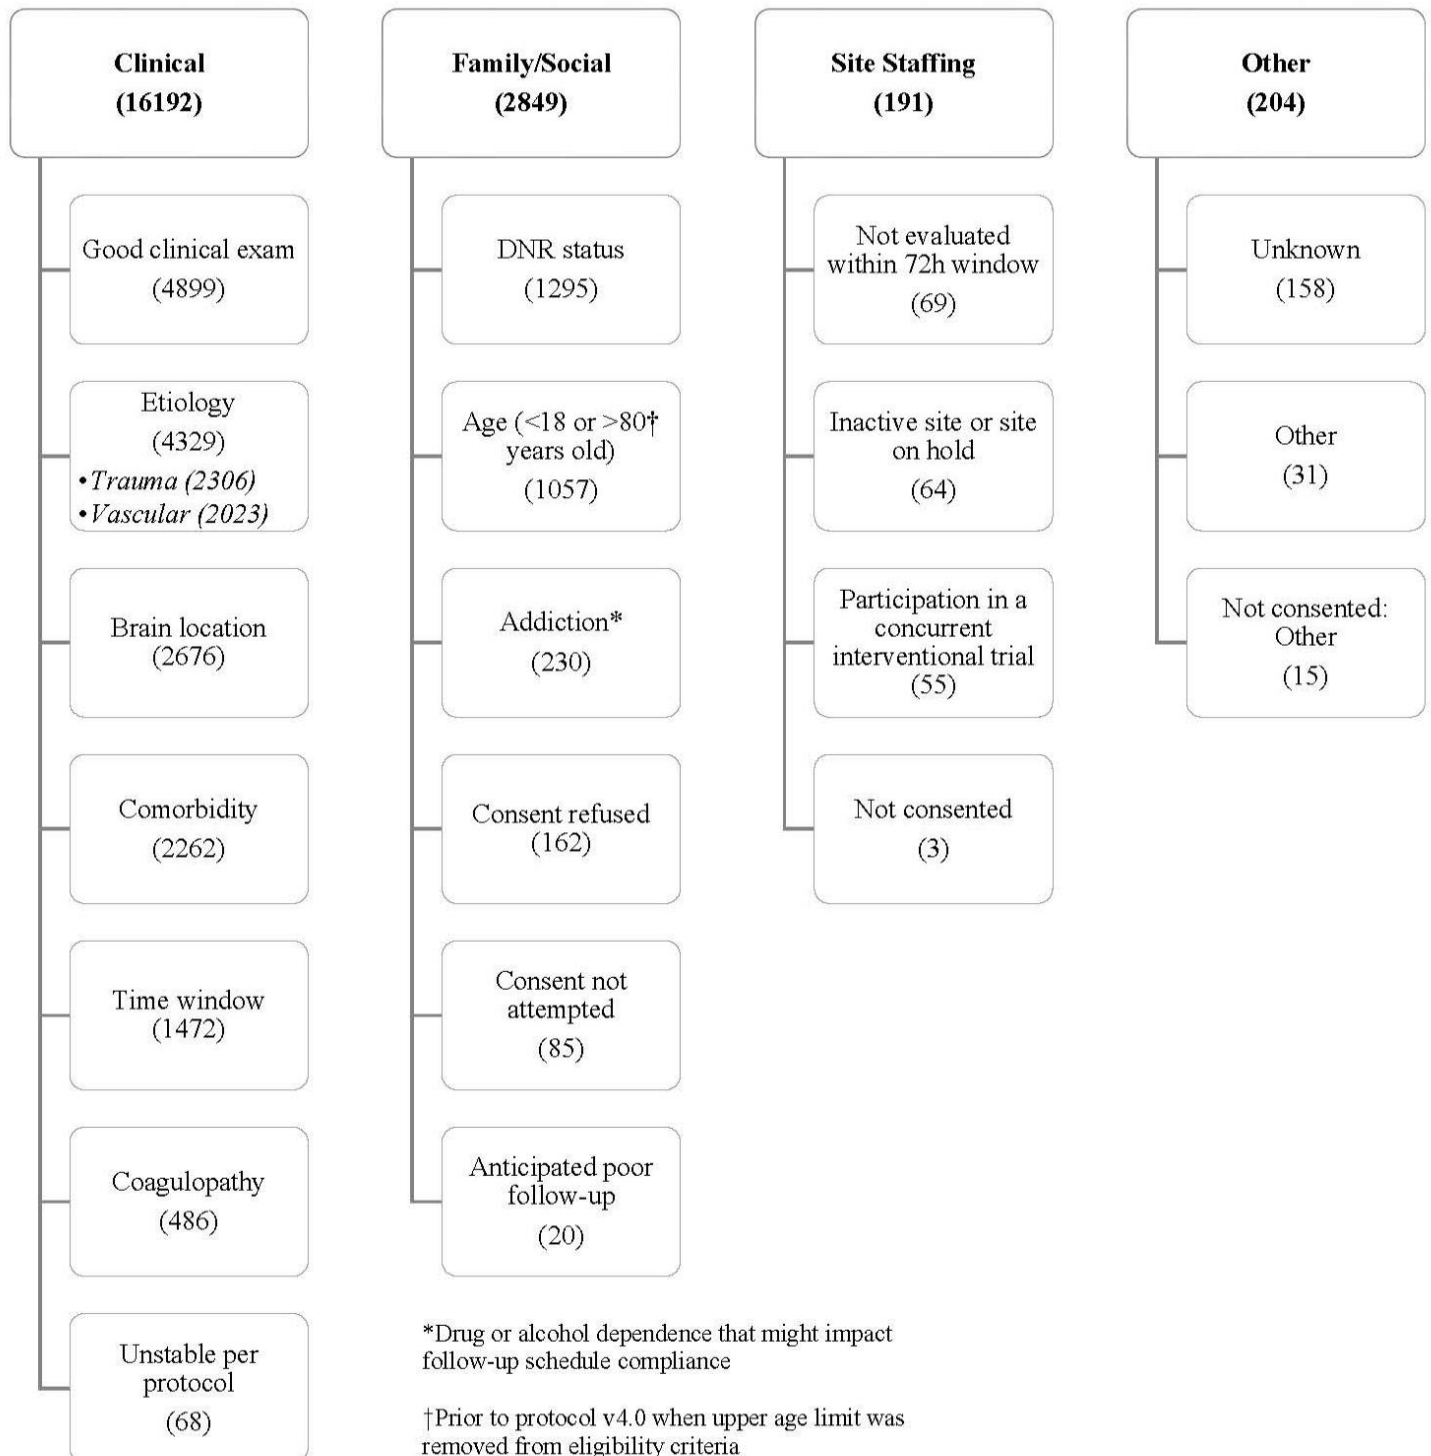 Clinical
(16192)
Good clinical exam
(4899)
Etiology
(4329)
•Trauma (2306)
•Vascular (2023)
Brain location
(2676)
Comorbidity
(2262)
Time window
(1472)
Coagulopathy
(486)
Unstable per
protocol
(68)
Family/Social
(2849)
DNR status
(1295)
Age (<18 or >80†
years old)
(1057)
Addiction*
(230)
Consent refused
(162)
Consent not
attempted
(85)
Anticipated poor
follow-up
(20)
Site Staffing
(191)
Not evaluated
within 72h window
(69)
Inactive site or site
on hold
(64)
Participation in a
concurrent
interventional trial
(55)
Not consented
(3)
Other
(204)
Unknown
(158)
Other
(31)
Not consented:
Other
(15)
*Drug or alcohol dependence that might impact
follow-up schedule compliance
†Prior to protocol v4.0 when upper age limit was
removed from eligibility criteria